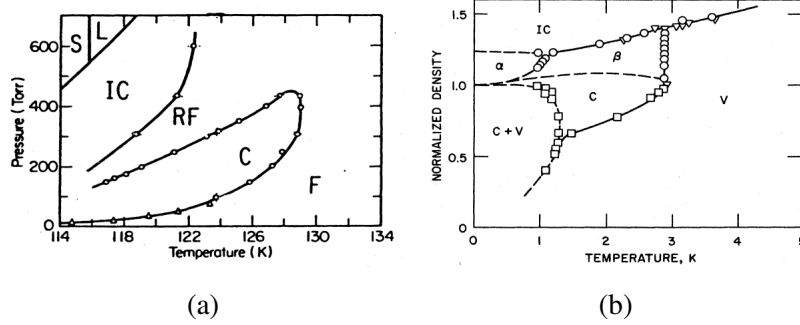 Pressure (Torr)
600
400
200
0
S
L
IC
RF
C
F
114
118
122
126
130
134
Temperature (K)
(a)
NORMALIZED DENSITY
1.5
1.0
0.5
0
IC
α
β
C
C + V
V
0
1
2
3
4
5
TEMPERATURE, K
(b)